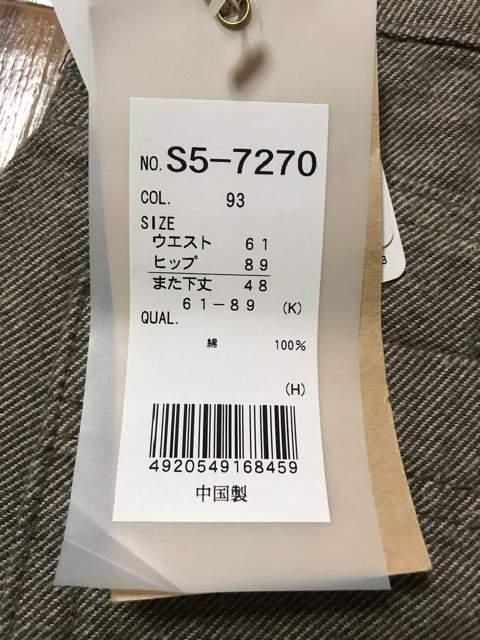 NO. S5-7270
COL. 93
SIZE
ウエスト 61
ヒップ 89
また下丈 48
61-89 (K)
QUAL.
綿 100%
(H)
4920549168459
中国製
3